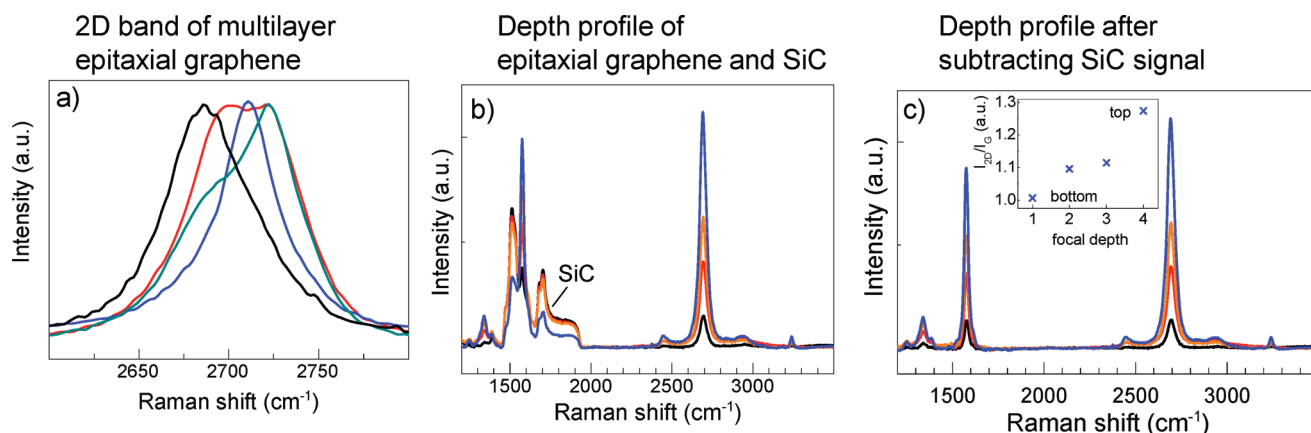 2D band of multilayer
epitaxial graphene
a)
Intensity (a.u.)
2650
2700
2750
Raman shift (cm⁻¹)
Depth profile of
epitaxial graphene and SiC
b)
SiC
Intensity (a.u.)
1500
2000
2500
3000
Raman shift (cm⁻¹)
Depth profile after
subtracting SiC signal
c)
Intensity (a.u.)
1.3
1.2
1.1
1.0
I2D/IG (a.u.)
top
bottom
1
2
3
4
focal depth
1500
2000
2500
3000
Raman shift (cm⁻¹)